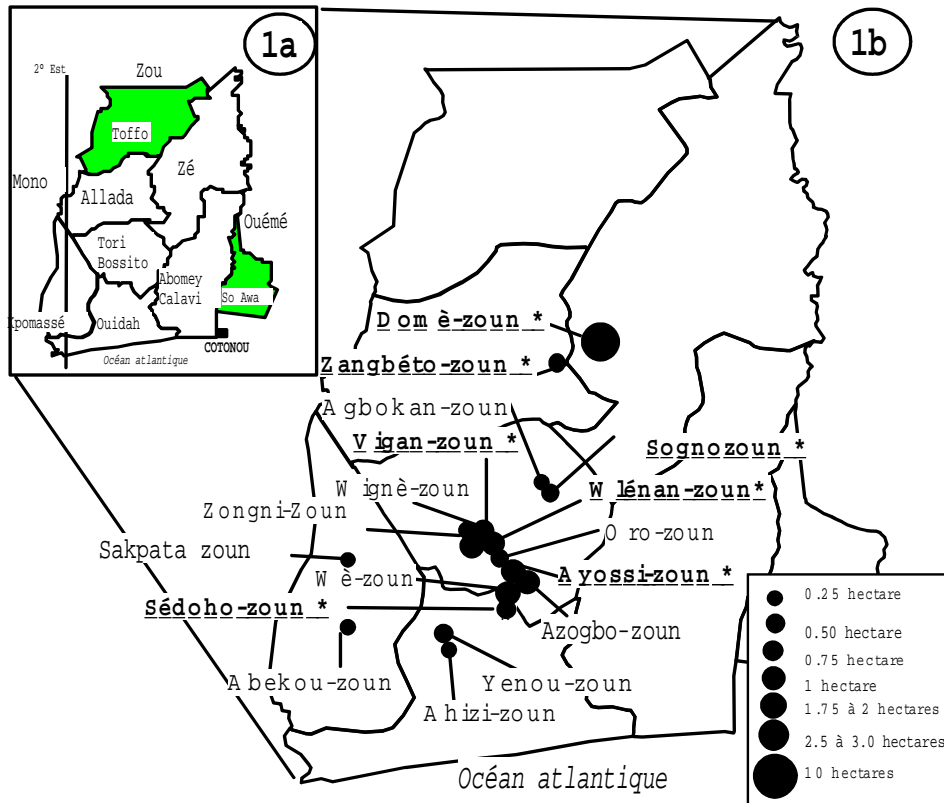 1a
2° Est
Zou
Toffo
Zé
Mono
Allada
Ouémé
Tori
Bossito
Abomey
Calavi
So Awa
Kpomassé
Ouidah
COTONOU
Océan atlantique
1b
Domè-zoun *
Zangbéto-zoun *
Agbokan-zoun
Vigan-zoun *
Sognozoun *
Wignè-zoun
Wlénan-zoun*
Zongni-Zoun
Oro-zoun
Sakpata zoun
Wè-zoun
Ayossi-zoun *
Sédoho-zoun *
Azogbo-zoun
Abekou-zoun
Yenou-zoun
Ahizi-zoun
Océan atlantique
0.25 hectare
0.50 hectare
0.75 hectare
1 hectare
1.75 à 2 hectares
2.5 à 3.0 hectares
10 hectares